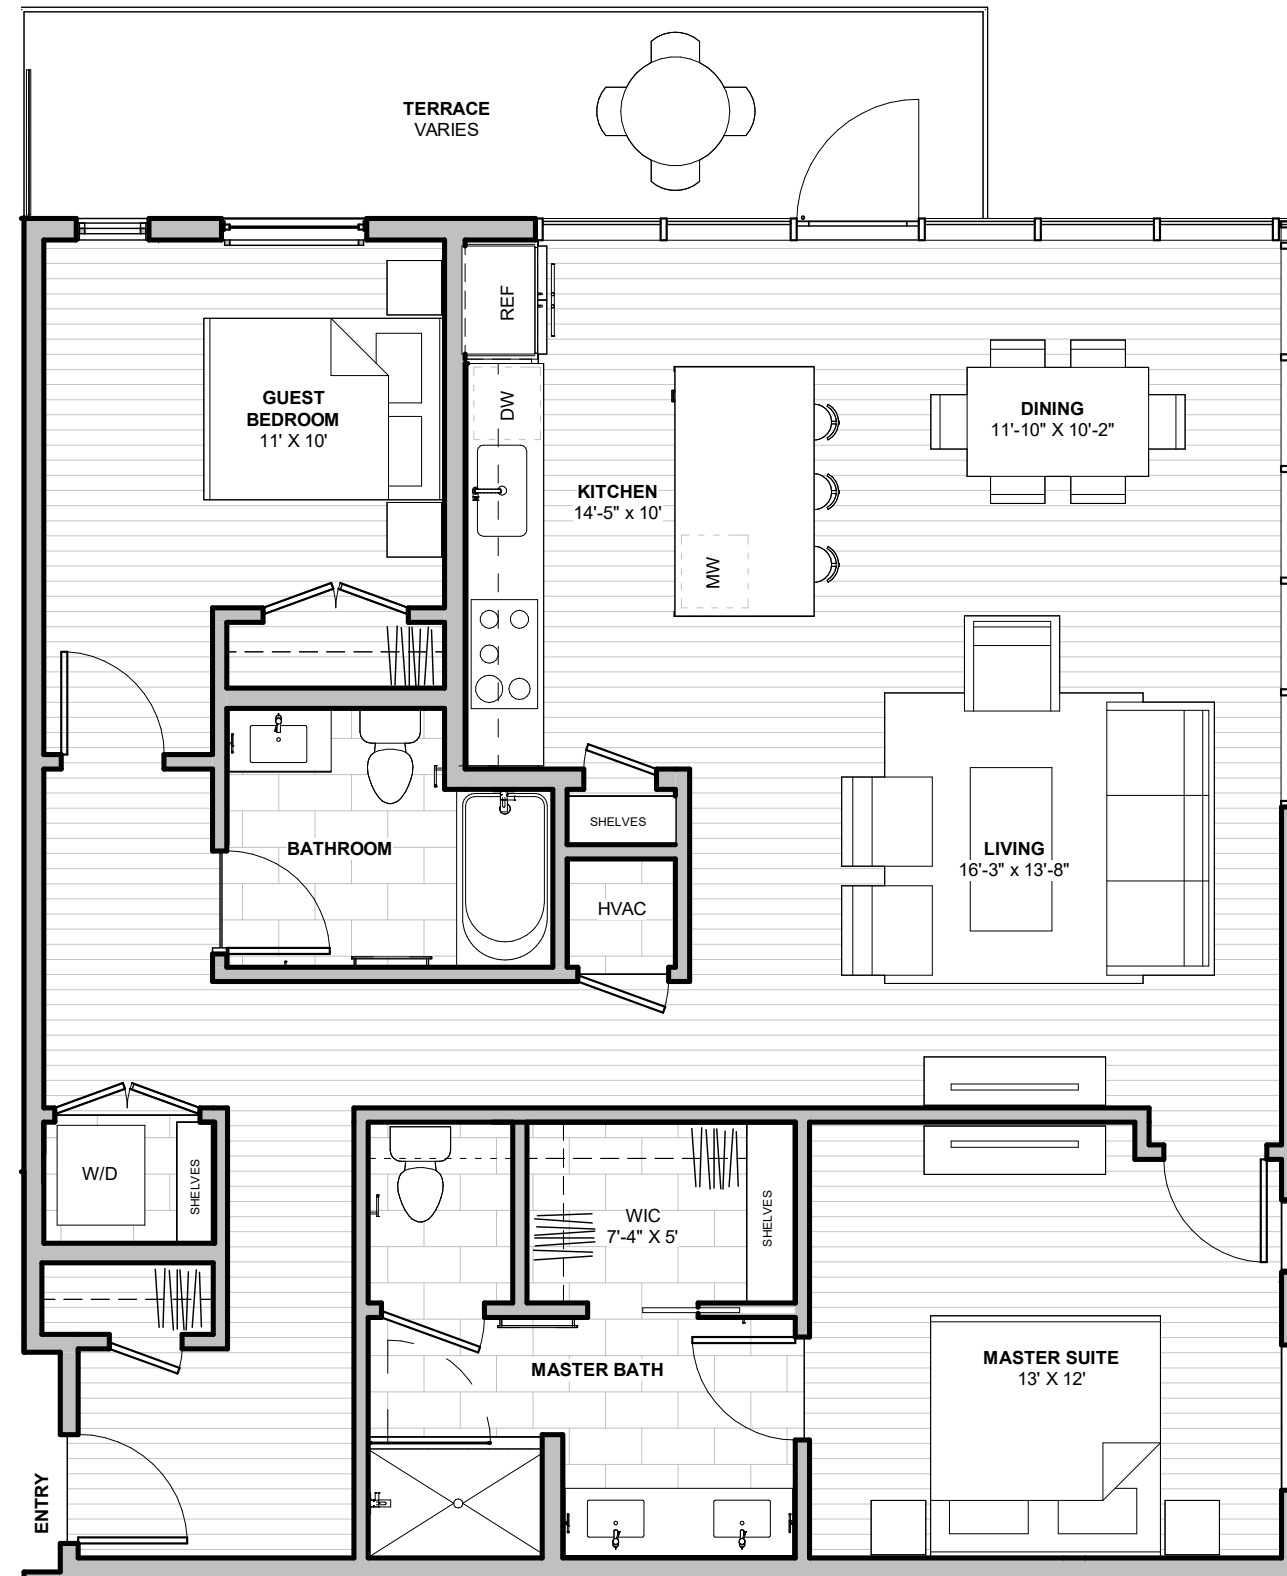 TERRACE
VARIES
REF
GUEST
BEDROOM
11' X 10'
DW
DINING
11'-10" X 10'-2"
KITCHEN
14'-5" x 10'
MW
SHELVES
BATHROOM
LIVING
16'-3" x 13'-8"
HVAC
W/D
SHELVES
WIC
7'-4" X 5'
SHELVES
MASTER BATH
MASTER SUITE
13' X 12'
ENTRY